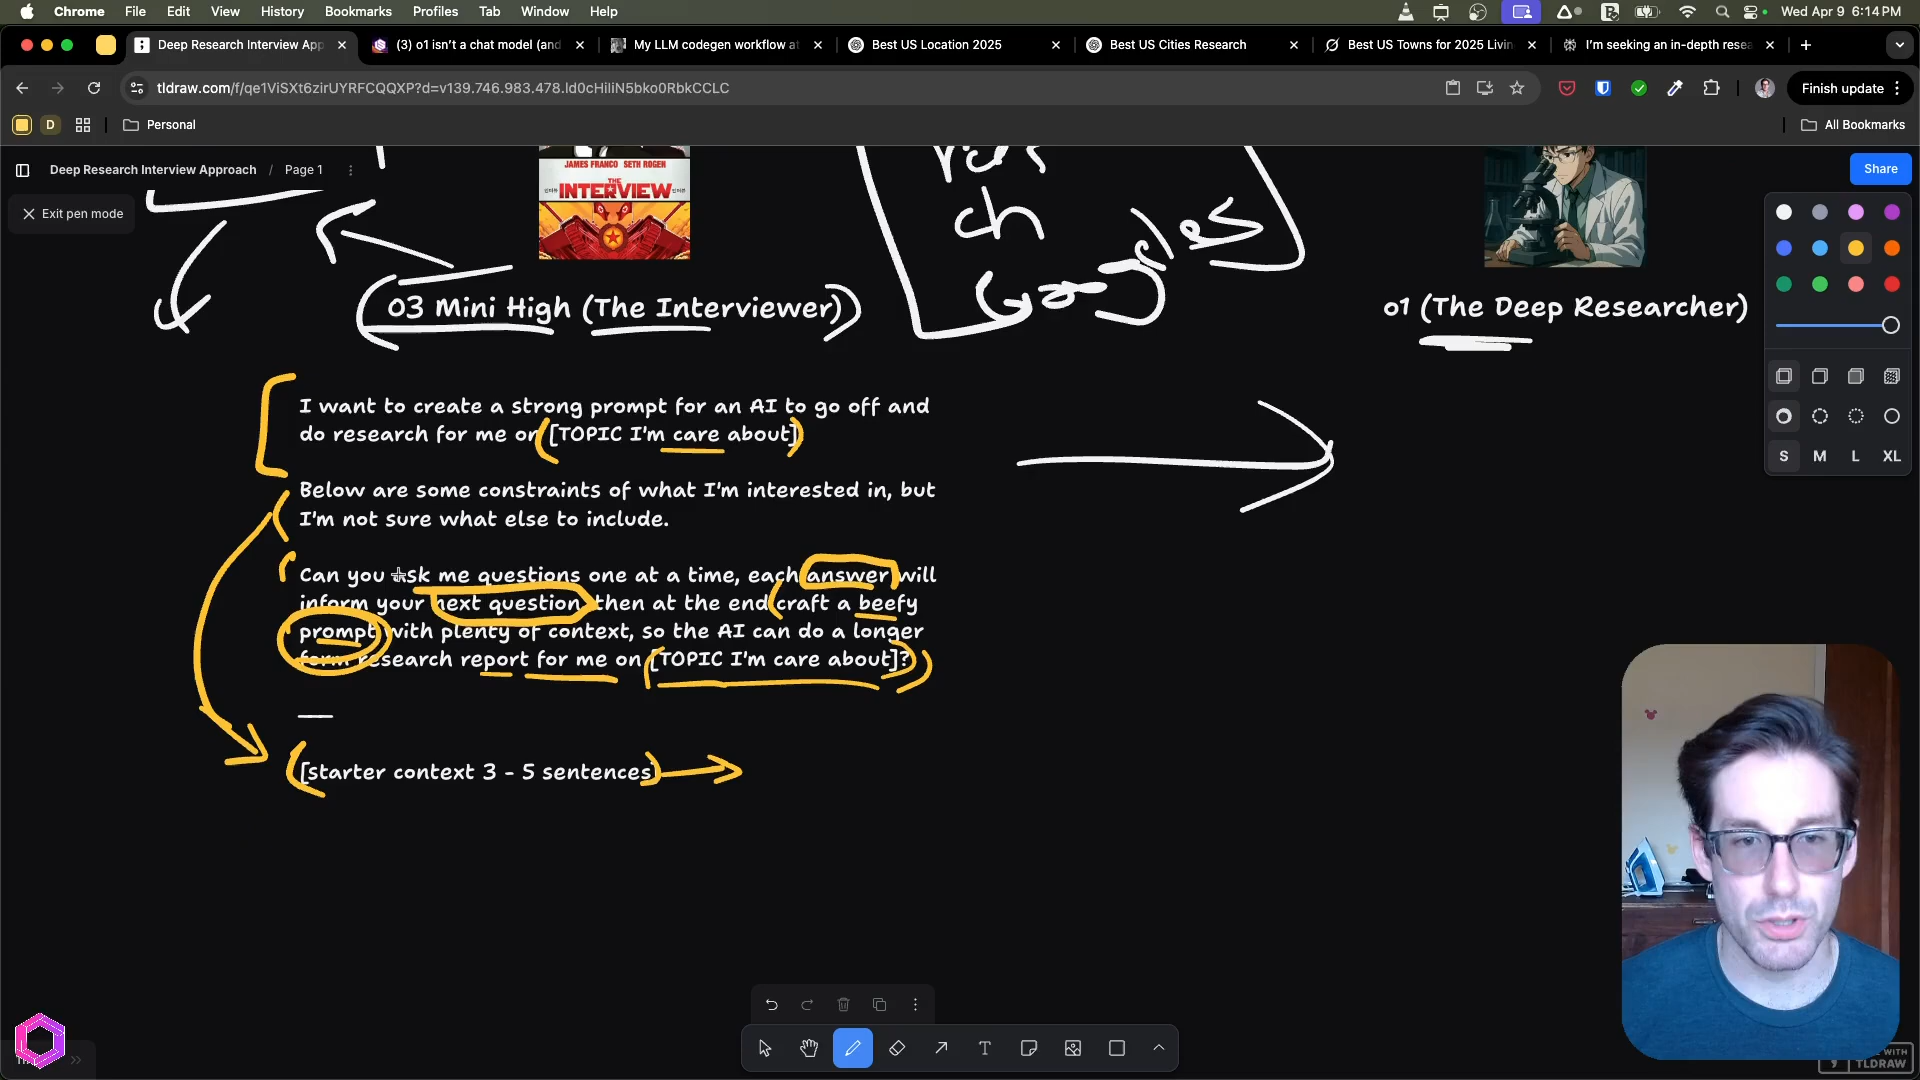 Chrome File Edit View History Bookmarks Profiles Tab Window Help Wed Apr 9 6:14 PM
Deep Research Interview App (3) o1 isn't a chat model (and My LLM codegen workflow at Best US Location 2025 Best US Cities Research Best US Towns for 2025 Livin I'm seeking an in-depth resea
tldraw.com/f/qe1ViSXt6zirUYRFCQQXP?d=v139.746.983.478.ld0cHiIiN5bko0RbkCCLC Finish update
D Personal All Bookmarks
Deep Research Interview Approach / Page 1 Share
Exit pen mode
JAMES FRANCO SETH ROGEN
THE
INTERVIEW
ch
Googles
o3 Mini High (The Interviewer)
o1 (The Deep Researcher)
I want to create a strong prompt for an AI to go off and
do research for me on [TOPIC I'm care about]
Below are some constraints of what I'm interested in, but
I'm not sure what else to include.
Can you ask me questions one at a time, each answer will
inform your next question then at the end craft a beefy
prompt with plenty of context, so the AI can do a longer
form research report for me on [TOPIC I'm care about]?
[starter context 3 - 5 sentences]
S M L XL
TLDRAW